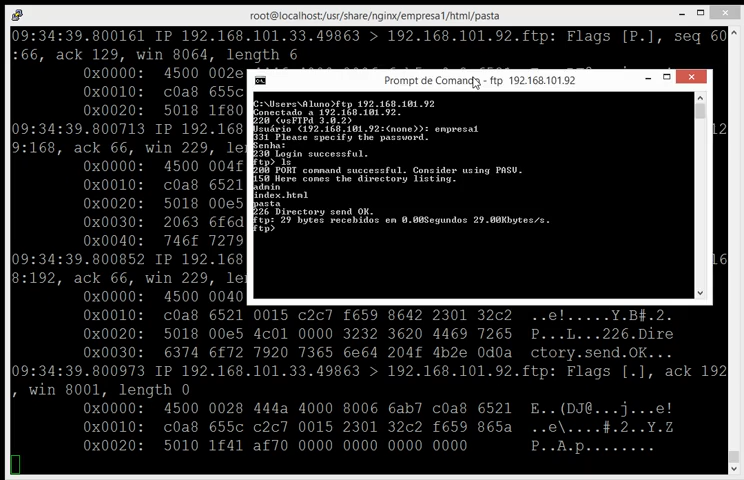 root@localhost:/usr/share/nginx/empresa1/html/pasta
09:34:39.800161 IP 192.168.101.33.49863 > 192.168.101.92.ftp: Flags [P.], seq 60
:66, ack 129, win 8064, length 6
0x0000: 4500 002e
0x0010: c0a8 655c
0x0020: 5018 1f80
09:34:39.800713 IP 192.168.
9:168, ack 66, win 229, le
0x0000: 4500 004f
0x0010: c0a8 6521
0x0020: 5018 00e5
0x0030: 2063 6f6d
0x0040: 746f 7279
09:34:39.800852 IP 192.168.
8:192, ack 66, win 229, le
0x0000: 4500 0040
0x0010: c0a8 6521 0015 c2c7 f659 8642 2301 32c2 ..e!.....Y.B#.2.
0x0020: 5018 00e5 4c01 0000 3232 3620 4469 7265 P...L...226.Dire
0x0030: 6374 6f72 7920 7365 6e64 204f 4b2e 0d0a ctory.send.OK...
09:34:39.800973 IP 192.168.101.33.49863 > 192.168.101.92.ftp: Flags [.], ack 192
, win 8001, length 0
0x0000: 4500 0028 444a 4000 8006 6ab7 c0a8 6521 E..(DJ@...j...e!
0x0010: c0a8 655c c2c7 0015 2301 32c2 f659 865a ..e\....#.2..Y.Z
0x0020: 5010 1f41 af70 0000 0000 0000 0000 P..A.p........
Prompt de Comando - ftp 192.168.101.92
C:\Users\Aluno>ftp 192.168.101.92
Conectado a 192.168.101.92.
220 (vsFTPd 3.0.2)
Usuário (192.168.101.92:(none)): empresa1
331 Please specify the password.
Senha:
230 Login successful.
ftp> ls
200 PORT command successful. Consider using PASV.
150 Here comes the directory listing.
admin
index.html
pasta
226 Directory send OK.
ftp: 29 bytes recebidos em 0.00Segundos 29.00Kbytes/s.
ftp>